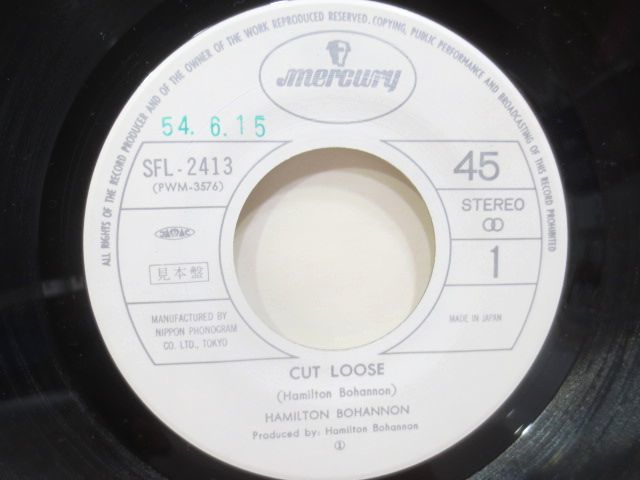 ALL RIGHTS OF THE RECORD PRODUCER AND OF THE OWNER OF THE WORK REPRODUCED RESERVED. COPYING, PUBLIC PERFORMANCE AND BROADCASTING OF THIS RECORD PROHIBITED
mercury
54. 6. 15
SFL-2413
(PWM-3576)
45
STEREO
見本盤
1
MANUFACTURED BY
NIPPON PHONOGRAM
CO. LTD., TOKYO
MADE IN JAPAN
CUT LOOSE
(Hamilton Bohannon)
HAMILTON BOHANNON
Produced by: Hamilton Bohannon
①